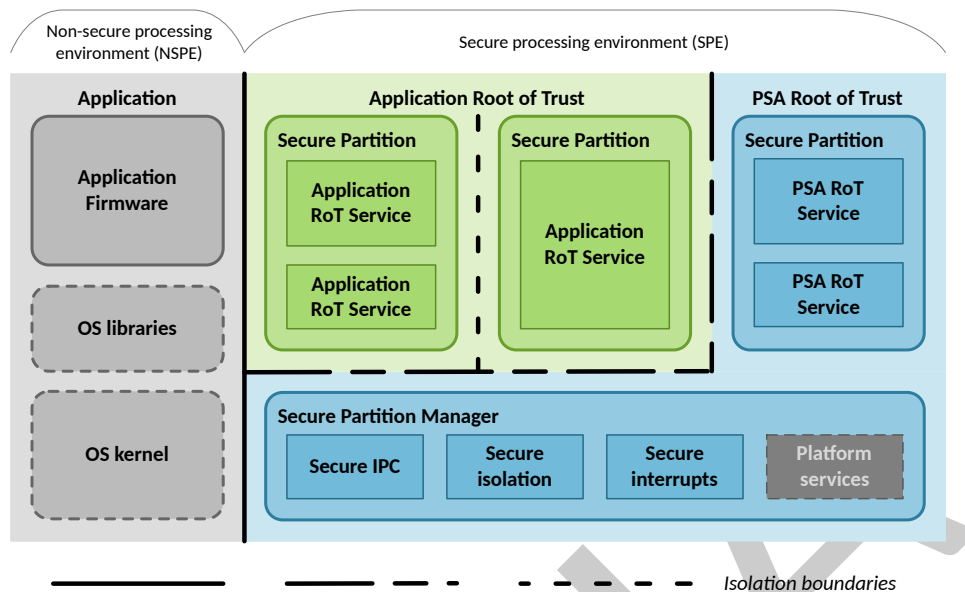 Non-secure processing
environment (NSPE)
Secure processing environment (SPE)
Application
Application Root of Trust
PSA Root of Trust
Application
Firmware
OS libraries
OS kernel
Secure Partition
Application
RoT Service
Application
RoT Service
Secure Partition
Application
RoT Service
Secure Partition
PSA RoT
Service
PSA RoT
Service
Secure Partition Manager
Secure IPC
Secure
isolation
Secure
interrupts
Platform
services
Isolation boundaries